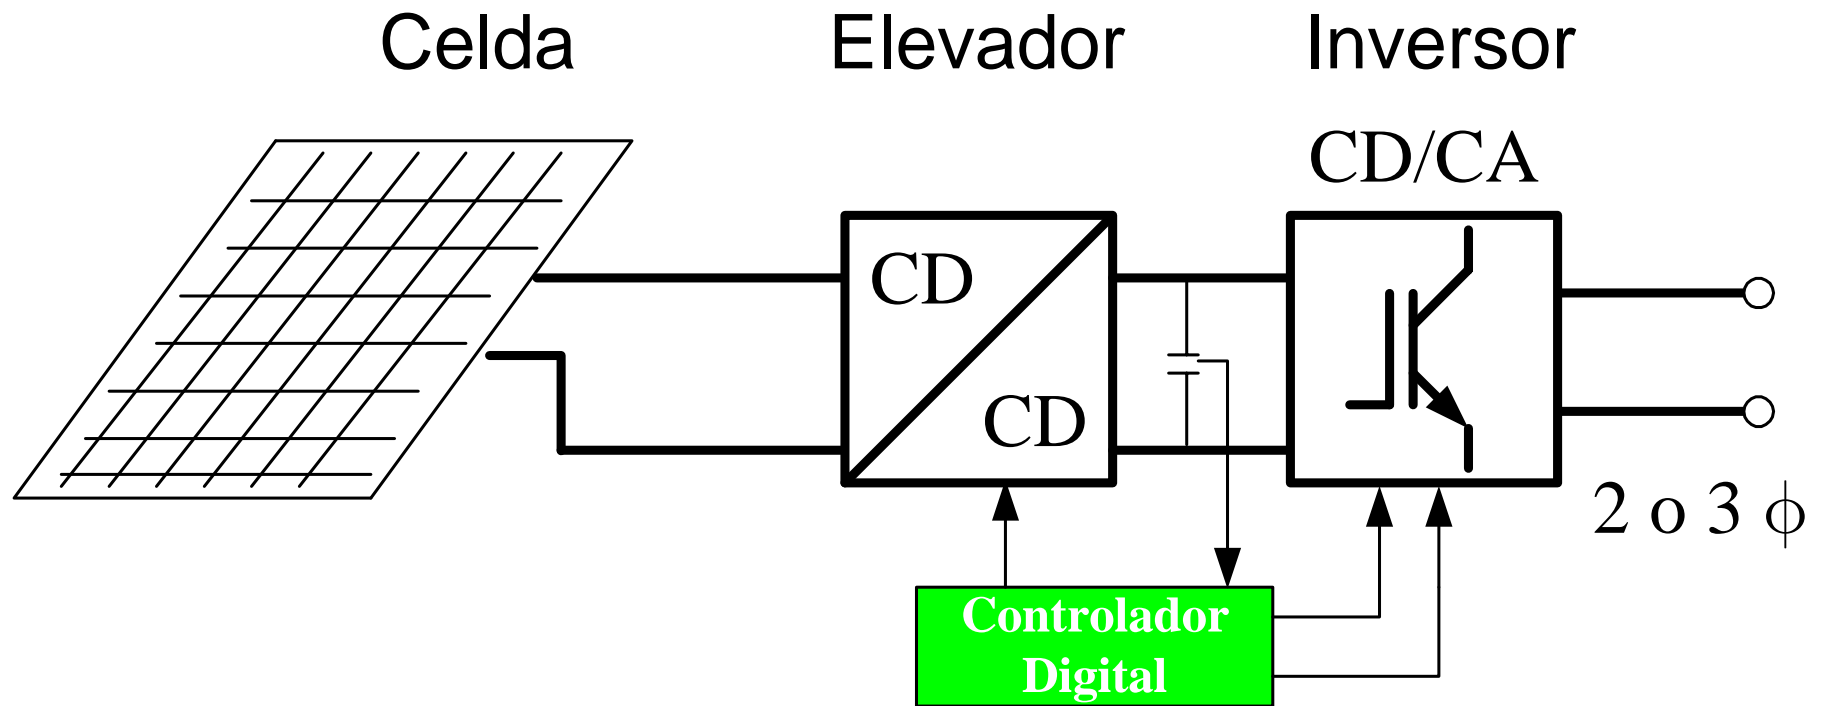 Celda
Elevador
Inversor
CD/CA
CD
CD
2 o 3 ϕ
Controlador
Digital